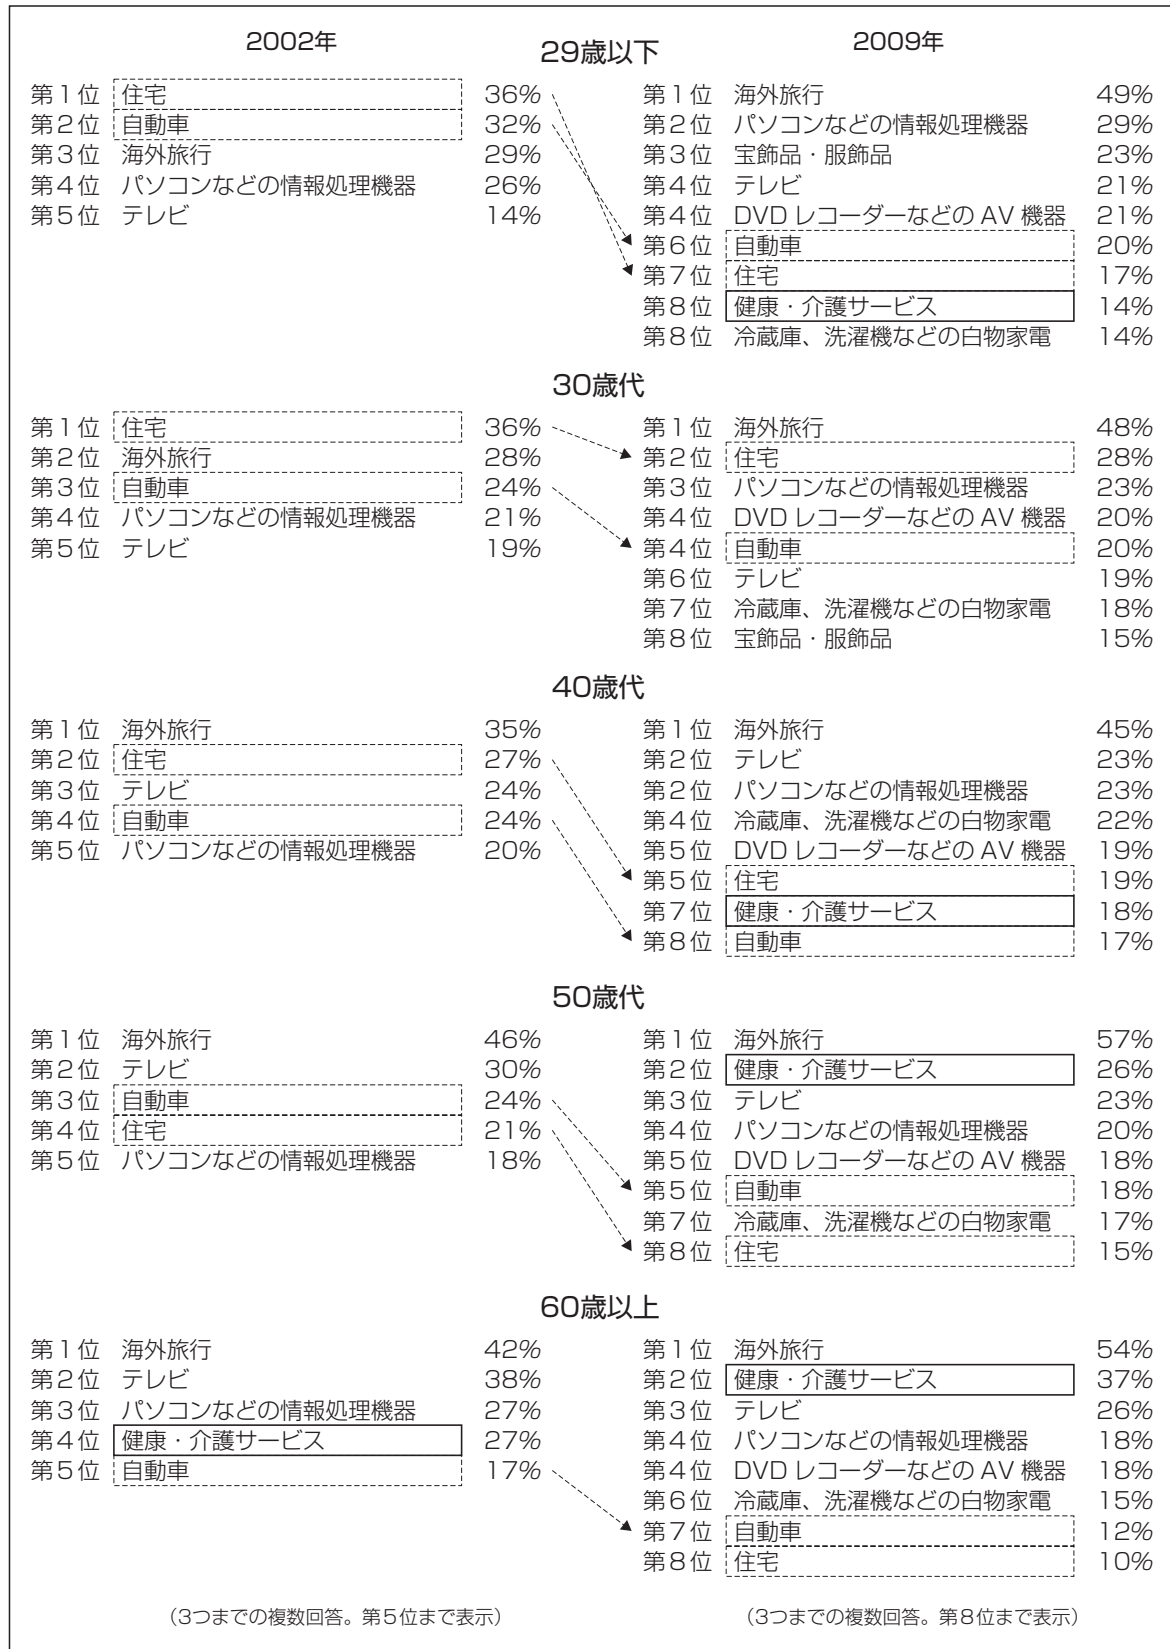 2002年 2009年
29歳以下
第1位 住宅 36% 第1位 海外旅行 49%
第2位 自動車 32% 第2位 パソコンなどの情報処理機器 29%
第3位 海外旅行 29% 第3位 宝飾品・服飾品 23%
第4位 パソコンなどの情報処理機器 26% 第4位 テレビ 21%
第5位 テレビ 14% 第4位 DVD レコーダーなどの AV 機器 21%
第6位 自動車 20%
第7位 住宅 17%
第8位 健康・介護サービス 14%
第8位 冷蔵庫、洗濯機などの白物家電 14%
30歳代
第1位 住宅 36% 第1位 海外旅行 48%
第2位 海外旅行 28% 第2位 住宅 28%
第3位 自動車 24% 第3位 パソコンなどの情報処理機器 23%
第4位 パソコンなどの情報処理機器 21% 第4位 DVD レコーダーなどの AV 機器 20%
第5位 テレビ 19% 第4位 自動車 20%
第6位 テレビ 19%
第7位 冷蔵庫、洗濯機などの白物家電 18%
第8位 宝飾品・服飾品 15%
40歳代
第1位 海外旅行 35% 第1位 海外旅行 45%
第2位 住宅 27% 第2位 テレビ 23%
第3位 テレビ 24% 第2位 パソコンなどの情報処理機器 23%
第4位 自動車 24% 第4位 冷蔵庫、洗濯機などの白物家電 22%
第5位 パソコンなどの情報処理機器 20% 第5位 DVD レコーダーなどの AV 機器 19%
第5位 住宅 19%
第7位 健康・介護サービス 18%
第8位 自動車 17%
50歳代
第1位 海外旅行 46% 第1位 海外旅行 57%
第2位 テレビ 30% 第2位 健康・介護サービス 26%
第3位 自動車 24% 第3位 テレビ 23%
第4位 住宅 21% 第4位 パソコンなどの情報処理機器 20%
第5位 パソコンなどの情報処理機器 18% 第5位 DVD レコーダーなどの AV 機器 18%
第5位 自動車 18%
第7位 冷蔵庫、洗濯機などの白物家電 17%
第8位 住宅 15%
60歳以上
第1位 海外旅行 42% 第1位 海外旅行 54%
第2位 テレビ 38% 第2位 健康・介護サービス 37%
第3位 パソコンなどの情報処理機器 27% 第3位 テレビ 26%
第4位 健康・介護サービス 27% 第4位 パソコンなどの情報処理機器 18%
第5位 自動車 17% 第4位 DVD レコーダーなどの AV 機器 18%
第6位 冷蔵庫、洗濯機などの白物家電 15%
第7位 自動車 12%
第8位 住宅 10%
(3つまでの複数回答。第5位まで表示) (3つまでの複数回答。第8位まで表示)